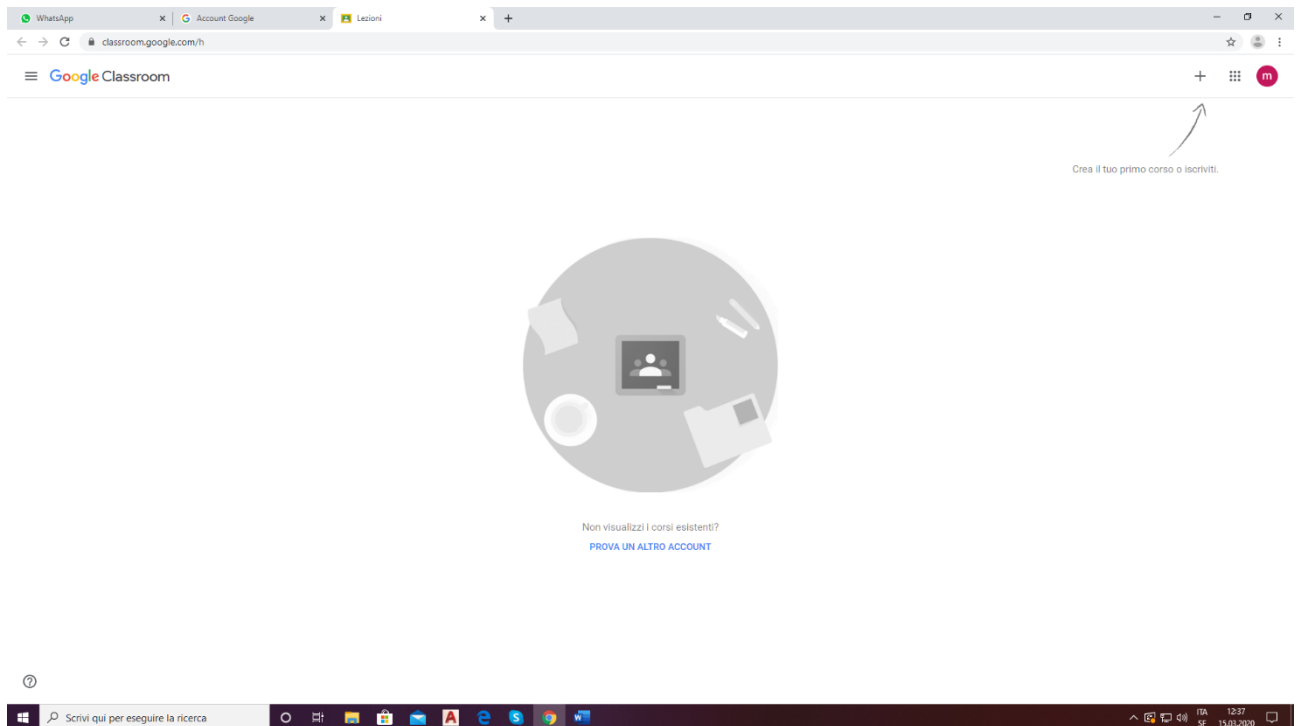 WhatsApp
Account Google
Lezioni
classroom.google.com/h
Google Classroom
m
Crea il tuo primo corso o iscriviti.
Non visualizzi i corsi esistenti?
PROVA UN ALTRO ACCOUNT
Scrivi qui per eseguire la ricerca
ITA
SF
12:37
15.03.2020